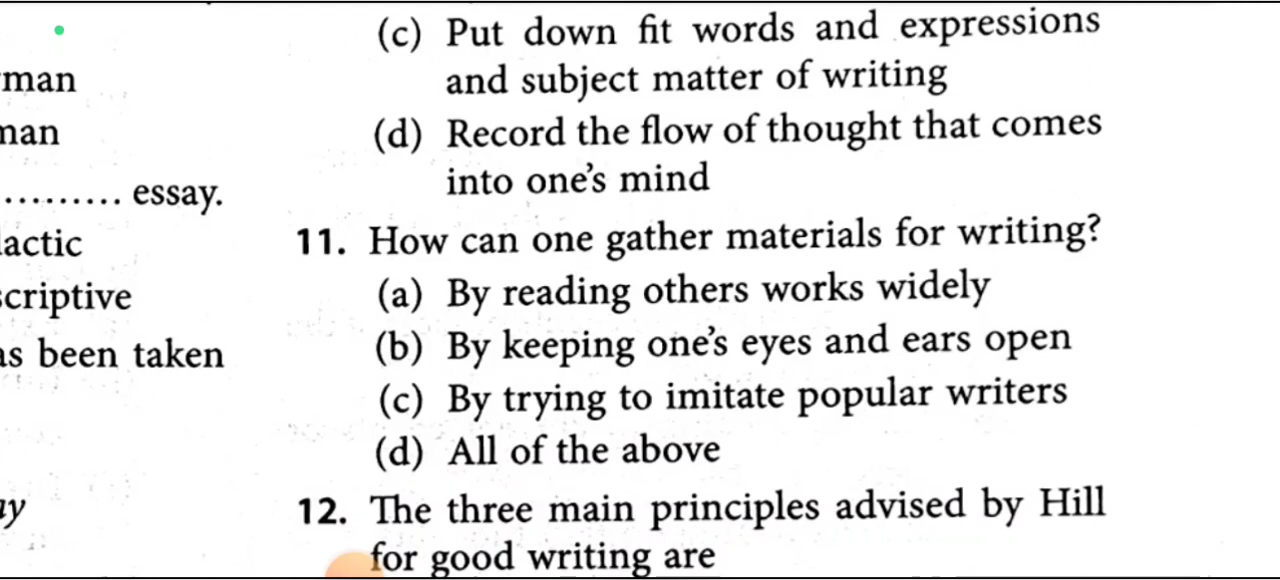 man
man
.......... essay.
actic
scriptive
as been taken
ay
(c) Put down fit words and expressions
and subject matter of writing
(d) Record the flow of thought that comes
into one's mind
11. How can one gather materials for writing?
(a) By reading others works widely
(b) By keeping one's eyes and ears open
(c) By trying to imitate popular writers
(d) All of the above
12. The three main principles advised by Hill
for good writing are